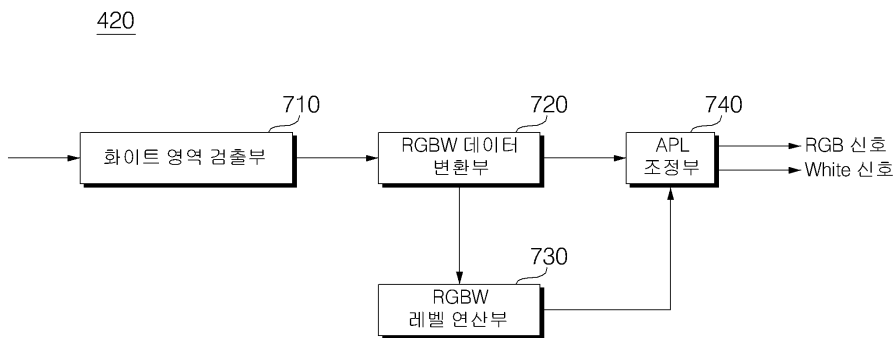 420
710
화이트 영역 검출부
720
RGBW 데이터
변환부
740
APL
조정부
RGB 신호
White 신호
730
RGBW
레벨 연산부